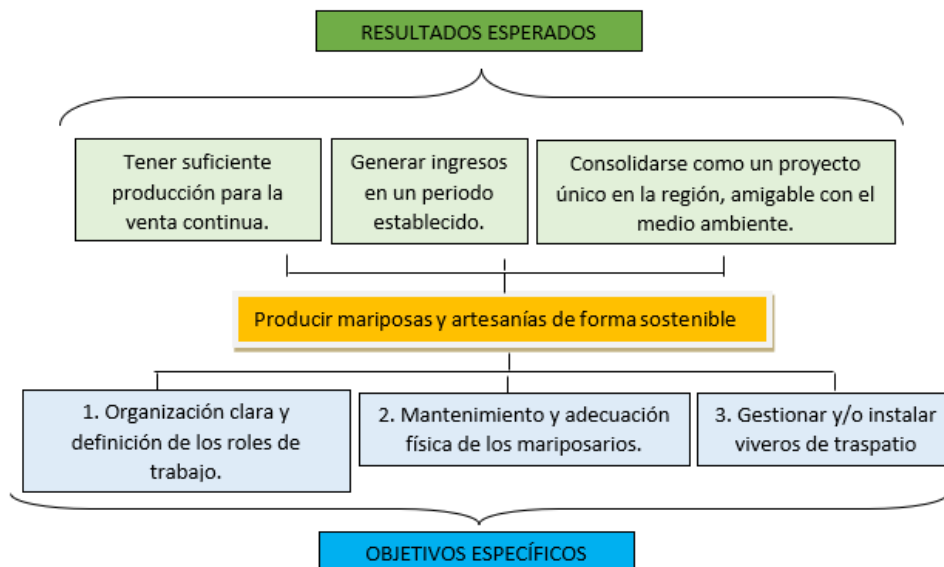 RESULTADOS ESPERADOS
Tener suficiente
producción para la
venta continua.
Generar ingresos
en un periodo
establecido.
Consolidarse como un proyecto
único en la región, amigable con el
medio ambiente.
Producir mariposas y artesanías de forma sostenible
1. Organización clara y
definición de los roles de
trabajo.
2. Mantenimiento y adecuación
física de los mariposarios.
3. Gestionar y/o instalar
viveros de traspatio
OBJETIVOS ESPECÍFICOS